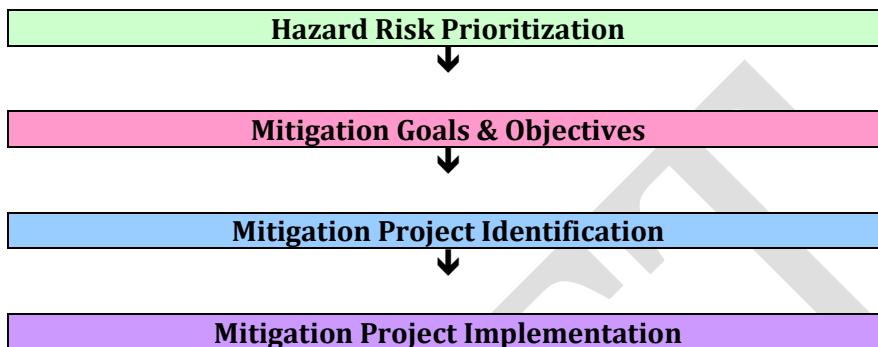 Hazard Risk Prioritization
Mitigation Goals & Objectives
Mitigation Project Identification
Mitigation Project Implementation